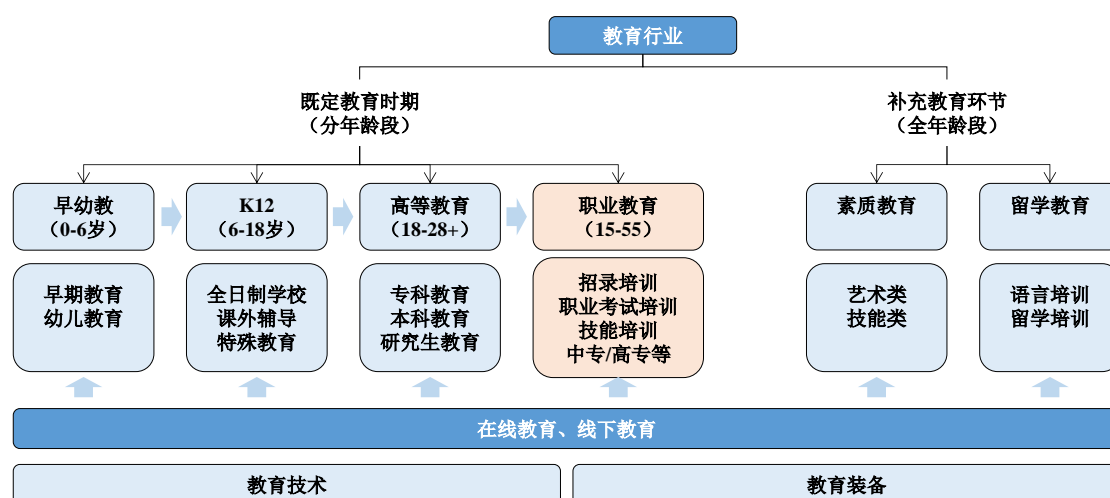 教育行业
既定教育时期
（分年龄段）
补充教育环节
（全年龄段）
早幼教
（0-6岁）
K12
（6-18岁）
高等教育
（18-28+）
职业教育
（15-55）
素质教育
留学教育
早期教育
幼儿教育
全日制学校
课外辅导
特殊教育
专科教育
本科教育
研究生教育
招录培训
职业考试培训
技能培训
中专/高专等
艺术类
技能类
语言培训
留学培训
在线教育、线下教育
教育技术
教育装备